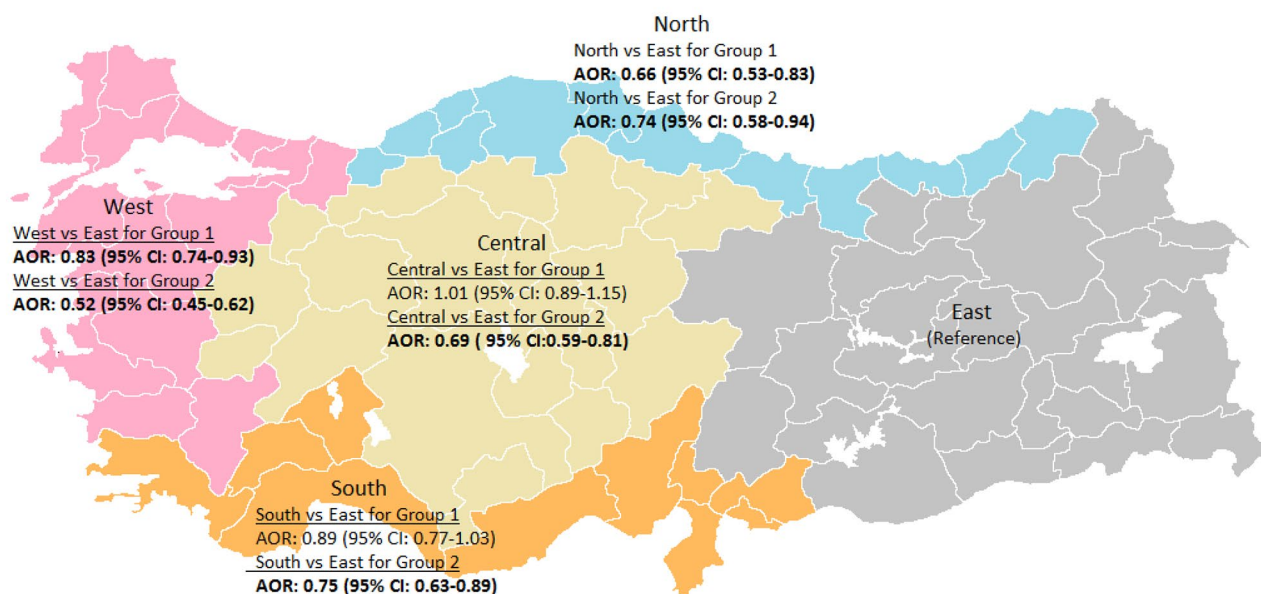 North
North vs East for Group 1
AOR: 0.66 (95% CI: 0.53-0.83)
North vs East for Group 2
AOR: 0.74 (95% CI: 0.58-0.94)
West
West vs East for Group 1
AOR: 0.83 (95% CI: 0.74-0.93)
West vs East for Group 2
AOR: 0.52 (95% CI: 0.45-0.62)
Central
Central vs East for Group 1
AOR: 1.01 (95% CI: 0.89-1.15)
Central vs East for Group 2
AOR: 0.69 ( 95% CI:0.59-0.81)
East
(Reference)
South
South vs East for Group 1
AOR: 0.89 (95% CI: 0.77-1.03)
South vs East for Group 2
AOR: 0.75 (95% CI: 0.63-0.89)